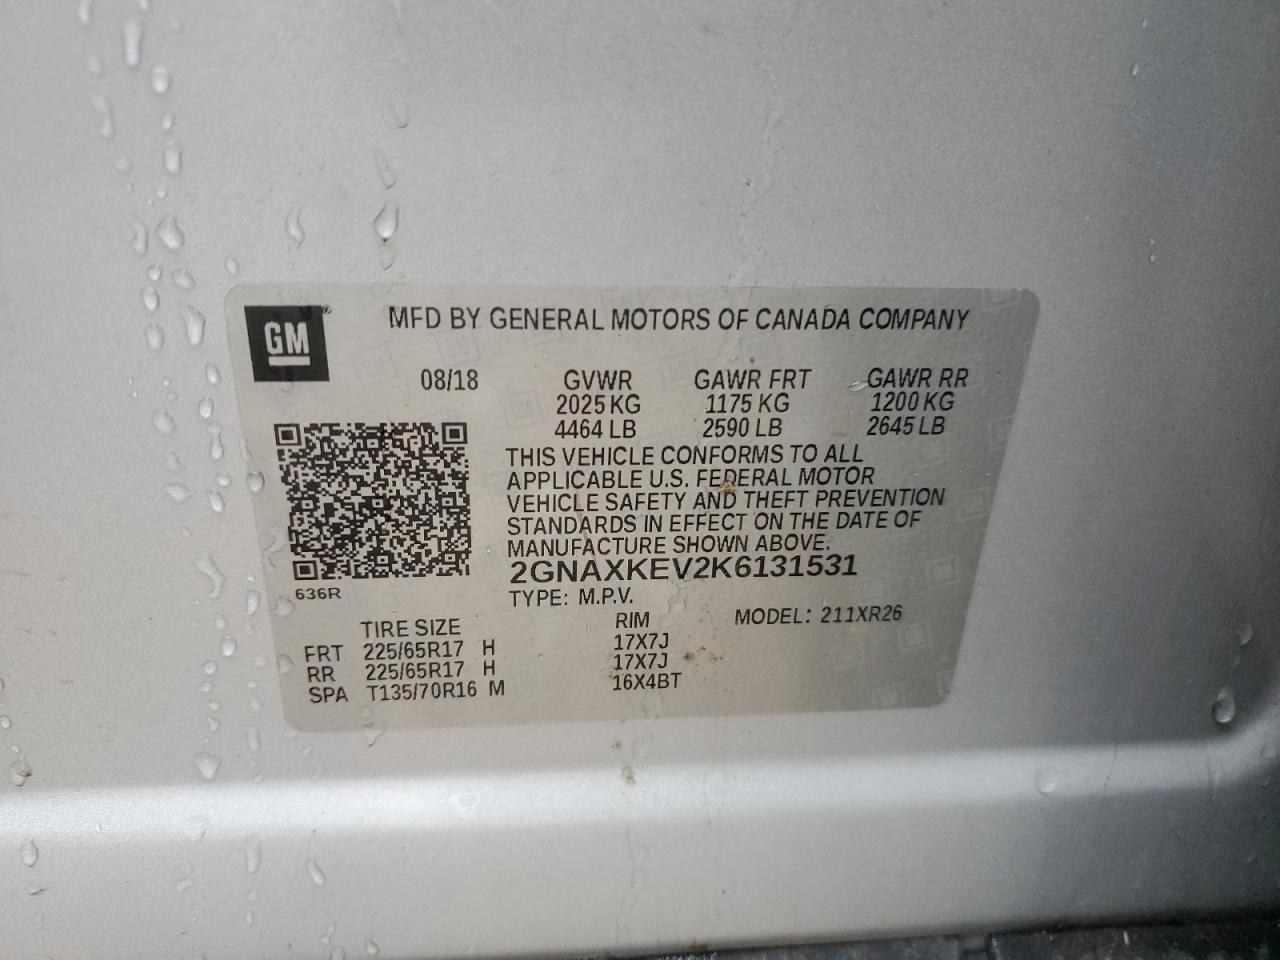 GM
MFD BY GENERAL MOTORS OF CANADA COMPANY
08/18 GVWR GAWR FRT GAWR RR
2025 KG 1175 KG 1200 KG
4464 LB 2590 LB 2645 LB
THIS VEHICLE CONFORMS TO ALL
APPLICABLE U.S. FEDERAL MOTOR
VEHICLE SAFETY AND THEFT PREVENTION
STANDARDS IN EFFECT ON THE DATE OF
MANUFACTURE SHOWN ABOVE.
2GNAXKEV2K6131531
636R
TYPE: M.P.V.
MODEL: 211XR26
TIRE SIZE RIM
FRT 225/65R17 H 17X7J
RR 225/65R17 H 17X7J
SPA T135/70R16 M 16X4BT